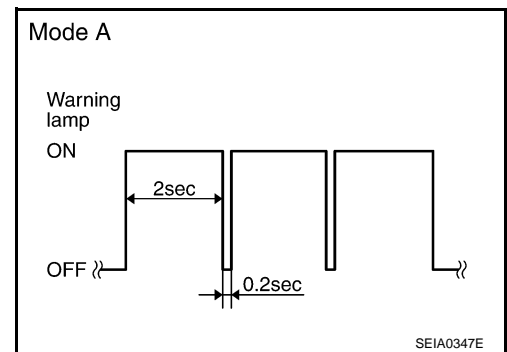 Mode A
Warning
lamp
ON
2sec
OFF
0.2sec
SEIA0347E